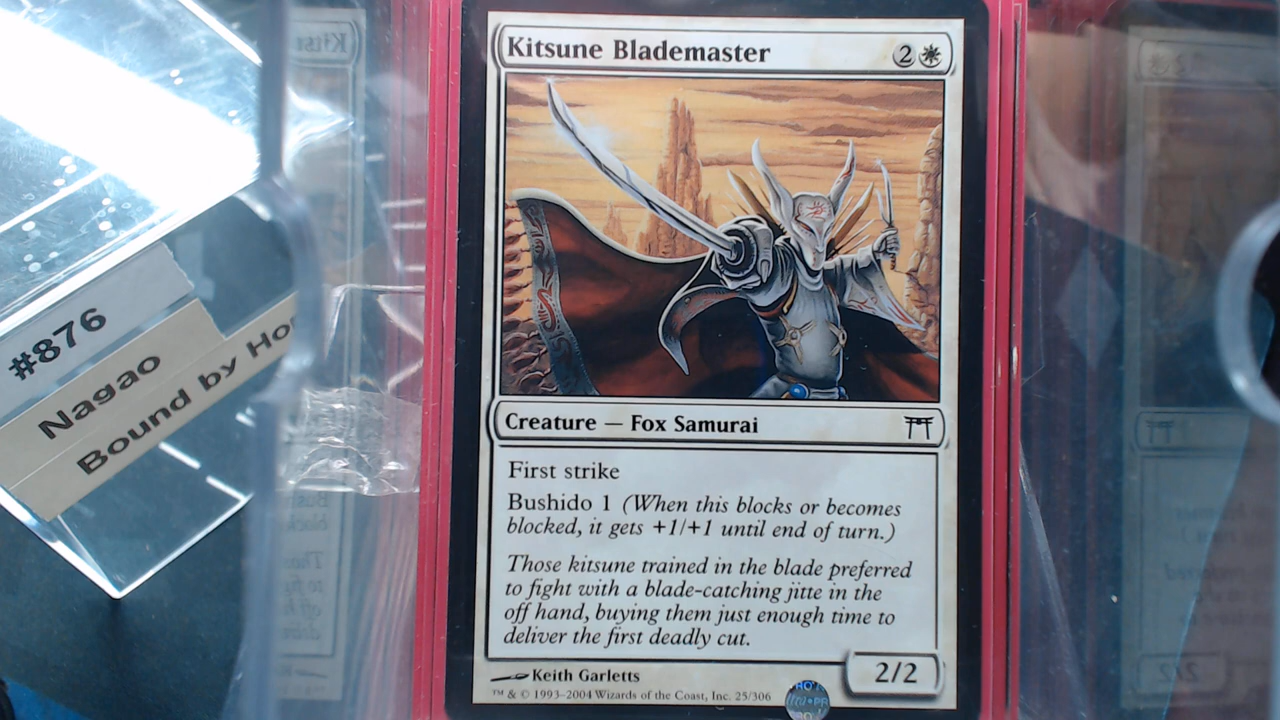 Kitsune Blademaster
2
Creature — Fox Samurai
First strike
Bushido 1 (When this blocks or becomes
blocked, it gets +1/+1 until end of turn.)
Those kitsune trained in the blade preferred
to fight with a blade-catching jitte in the
off hand, buying them just enough time to
deliver the first deadly cut.
2/2
Keith Garletts
™ & © 1993–2004 Wizards of the Coast, Inc. 25/306
#876
Nagao
Bound by